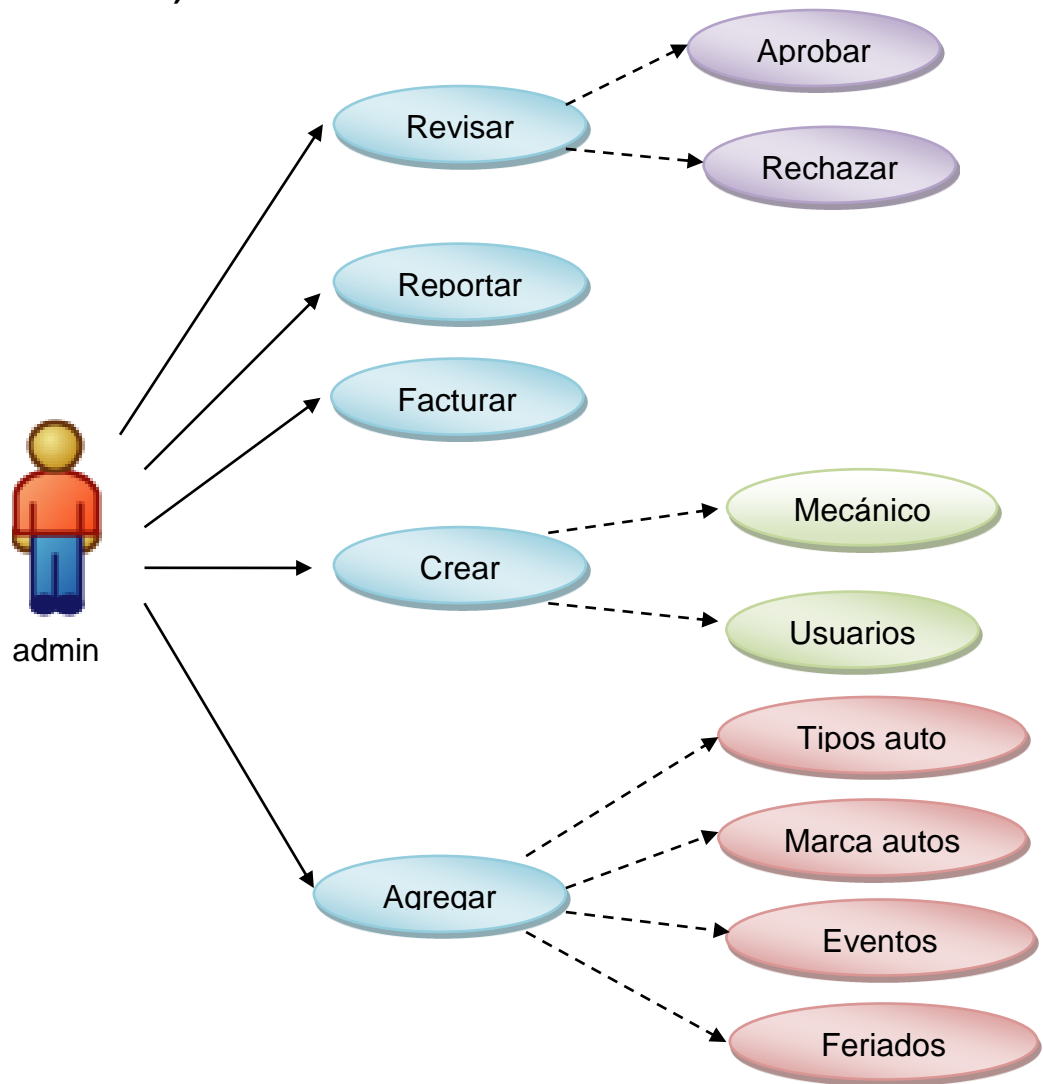 Aprobar
Revisar
Rechazar
Reportar
Facturar
Mecánico
Crear
Usuarios
admin
Tipos auto
Marca autos
Agregar
Eventos
Feriados